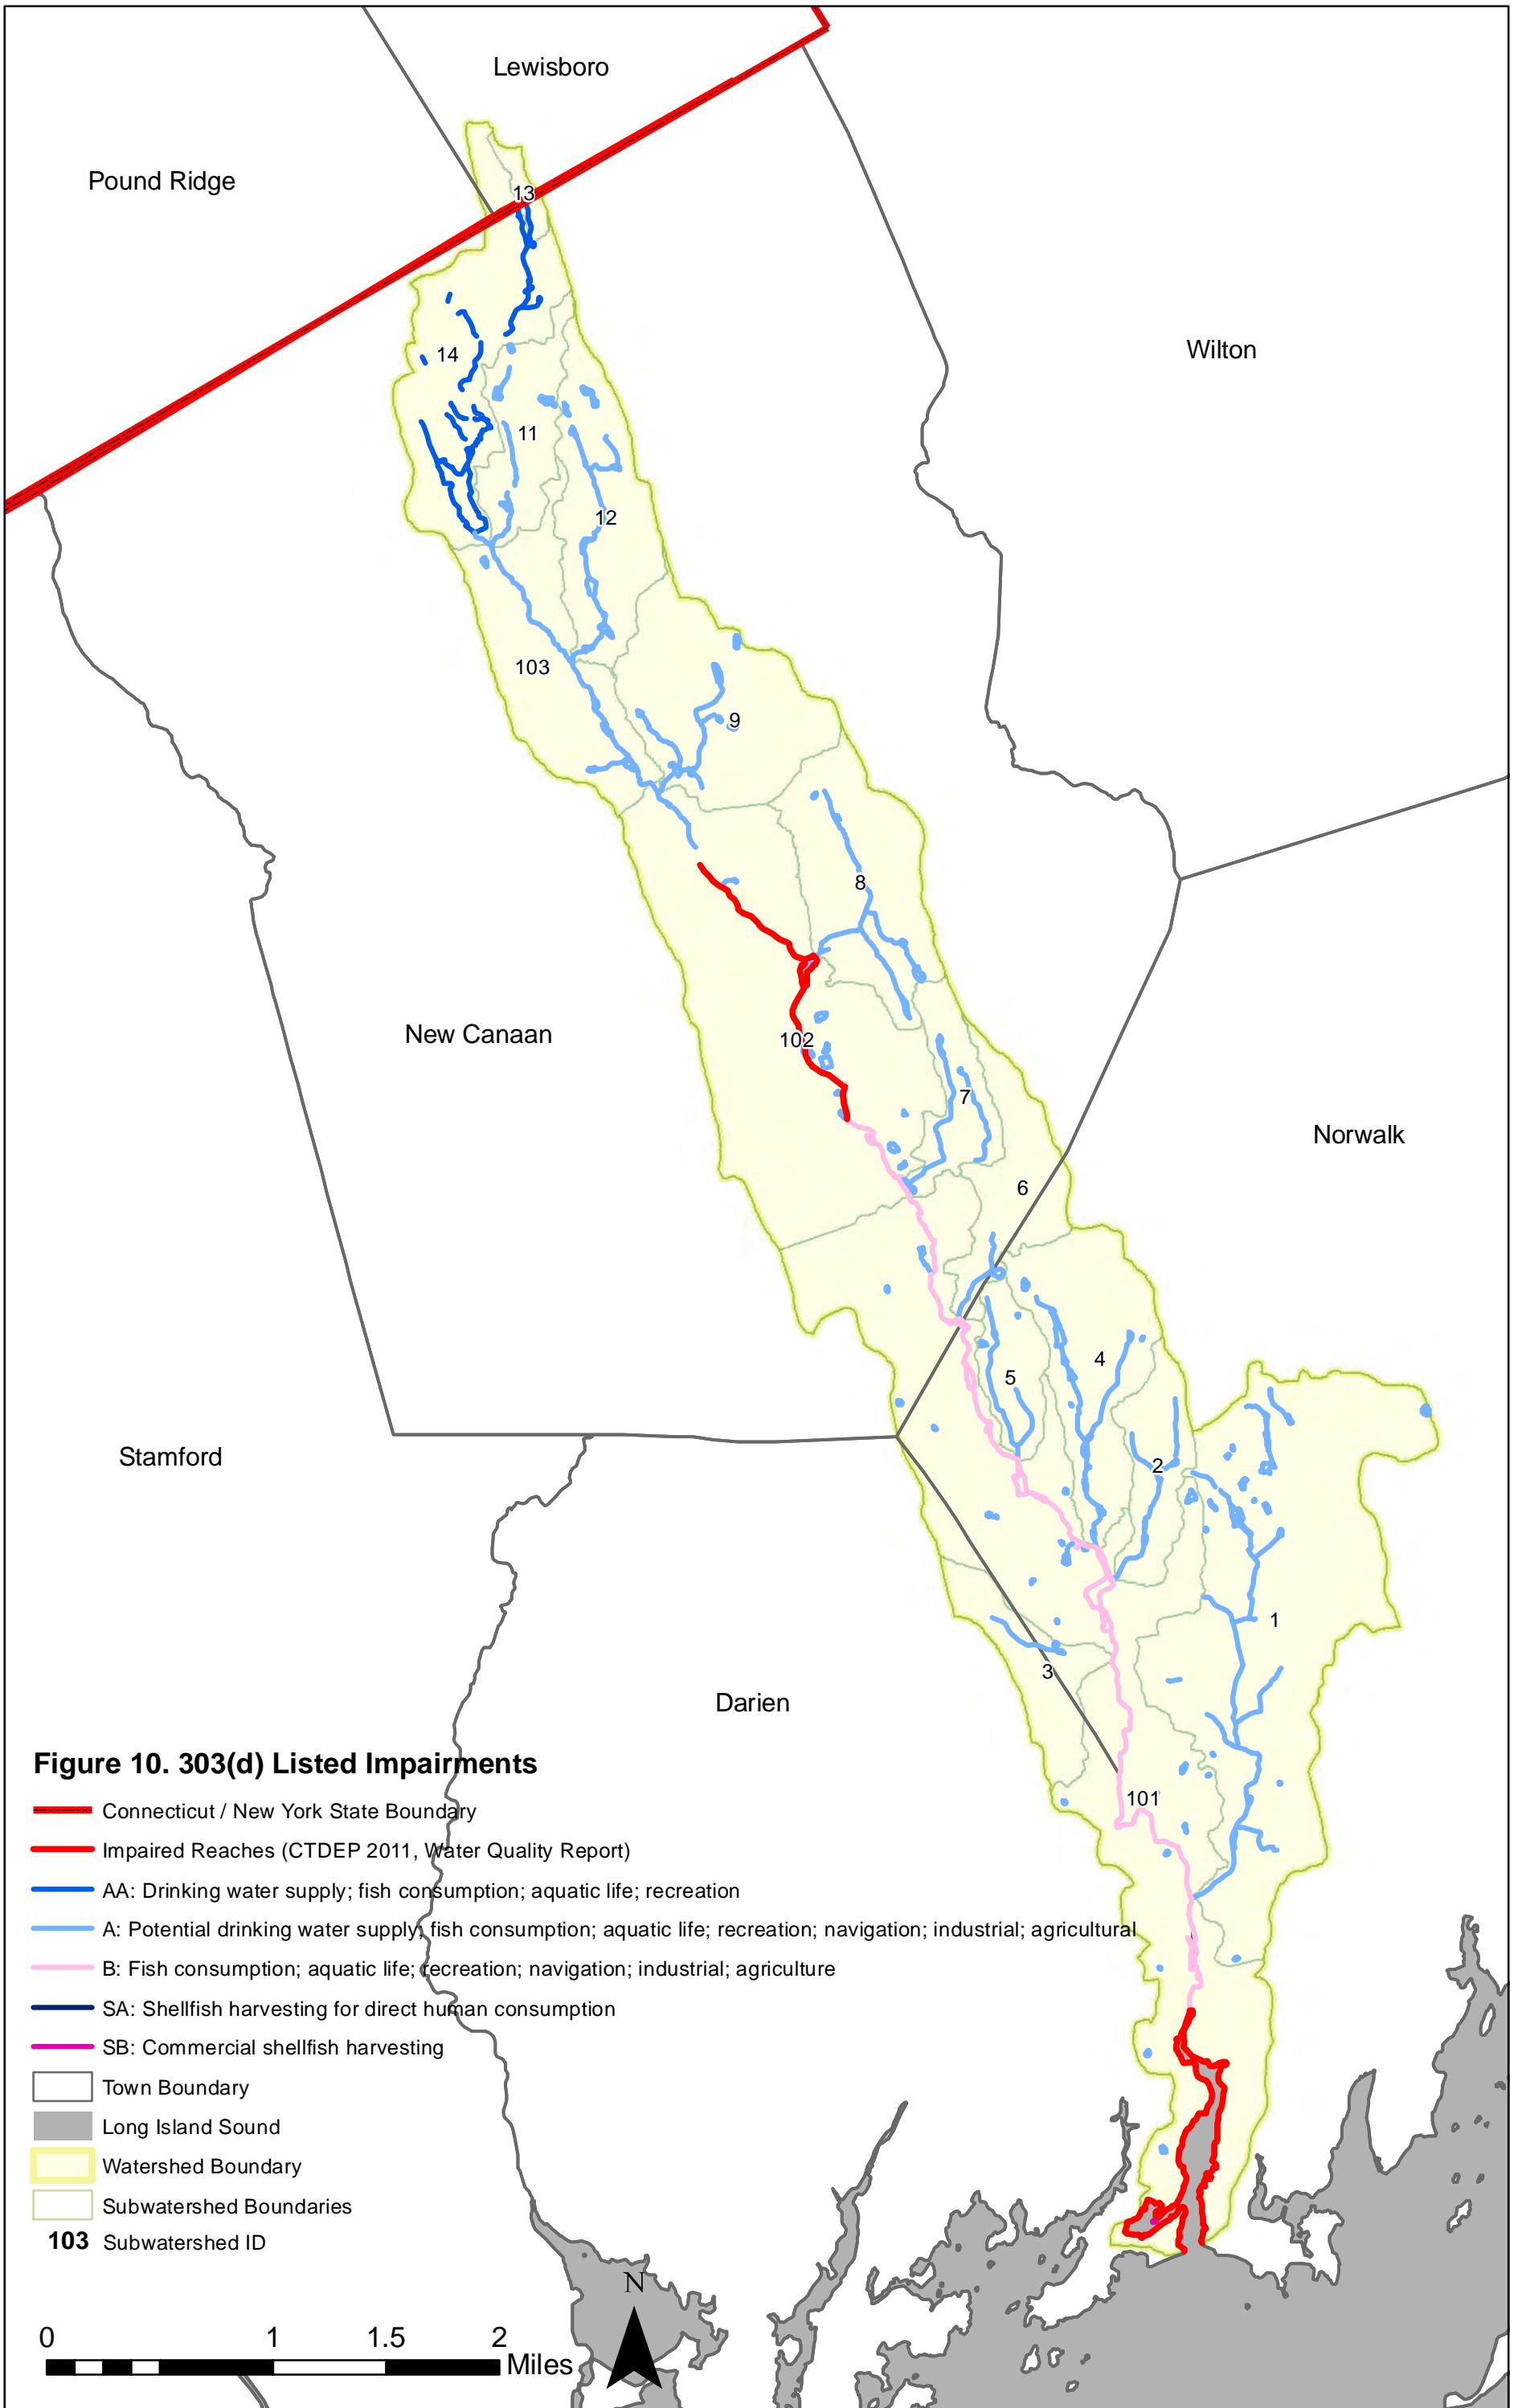 Lewisboro
Pound Ridge
13
Wilton
14
11
12
103
9
8
New Canaan
102
7
Norwalk
6
4
5
Stamford
2
1
3
Darien
101
Figure 10. 303(d) Listed Impairments
Connecticut / New York State Boundary
Impaired Reaches (CTDEP 2011, Water Quality Report)
AA: Drinking water supply; fish consumption; aquatic life; recreation
A: Potential drinking water supply; fish consumption; aquatic life; recreation; navigation; industrial; agricultural
B: Fish consumption; aquatic life; recreation; navigation; industrial; agriculture
SA: Shellfish harvesting for direct human consumption
SB: Commercial shellfish harvesting
Town Boundary
Long Island Sound
Watershed Boundary
Subwatershed Boundaries
103 Subwatershed ID
N
0 1 1.5 2
Miles